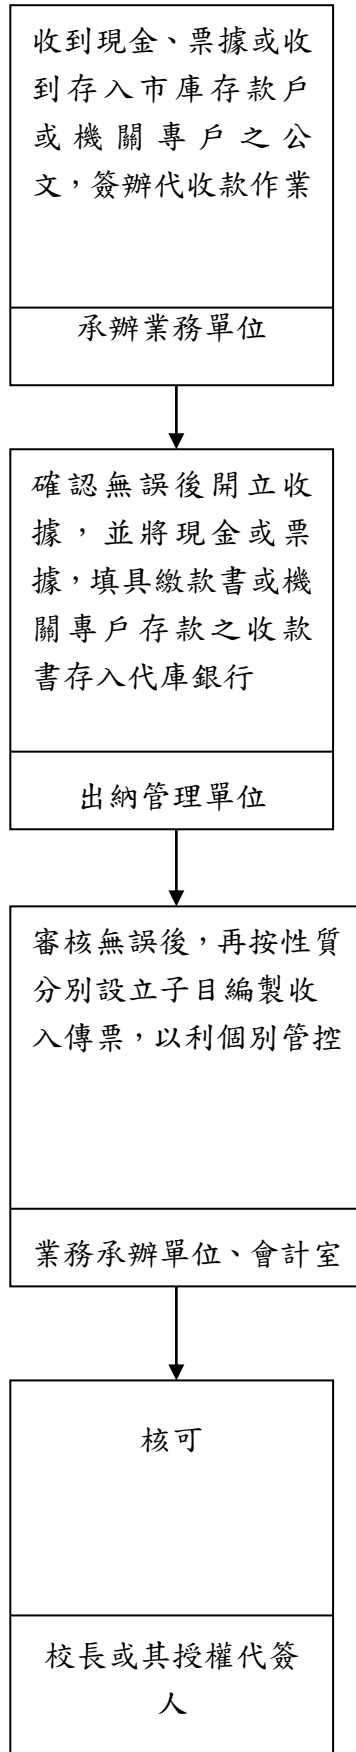 收到現金、票據或收
到存入市庫存款戶
或機關專戶之公
文，簽辦代收款作業
承辦業務單位
確認無誤後開立收
據，並將現金或票
據，填具繳款書或機
關專戶存款之收款
書存入代庫銀行
出納管理單位
審核無誤後，再按性質
分別設立子目編製收
入傳票，以利個別管控
業務承辦單位、會計室
核可
校長或其授權代簽
人